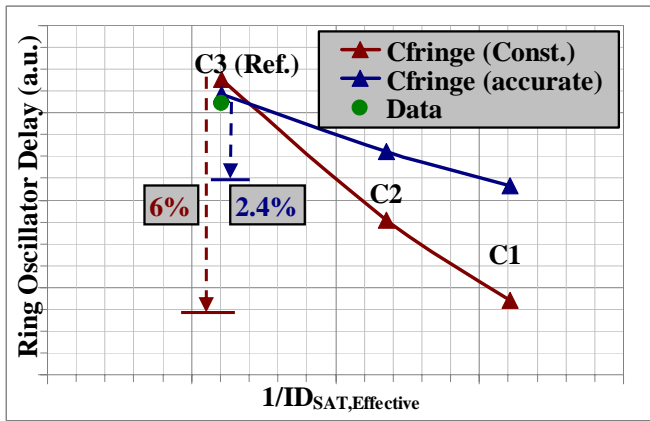 Cfringe (Const.)
Cfringe (accurate)
Data
C3 (Ref.)
C2
C1
6%
2.4%
Ring Oscillator Delay (a.u.)
1/ID_SAT,Effective